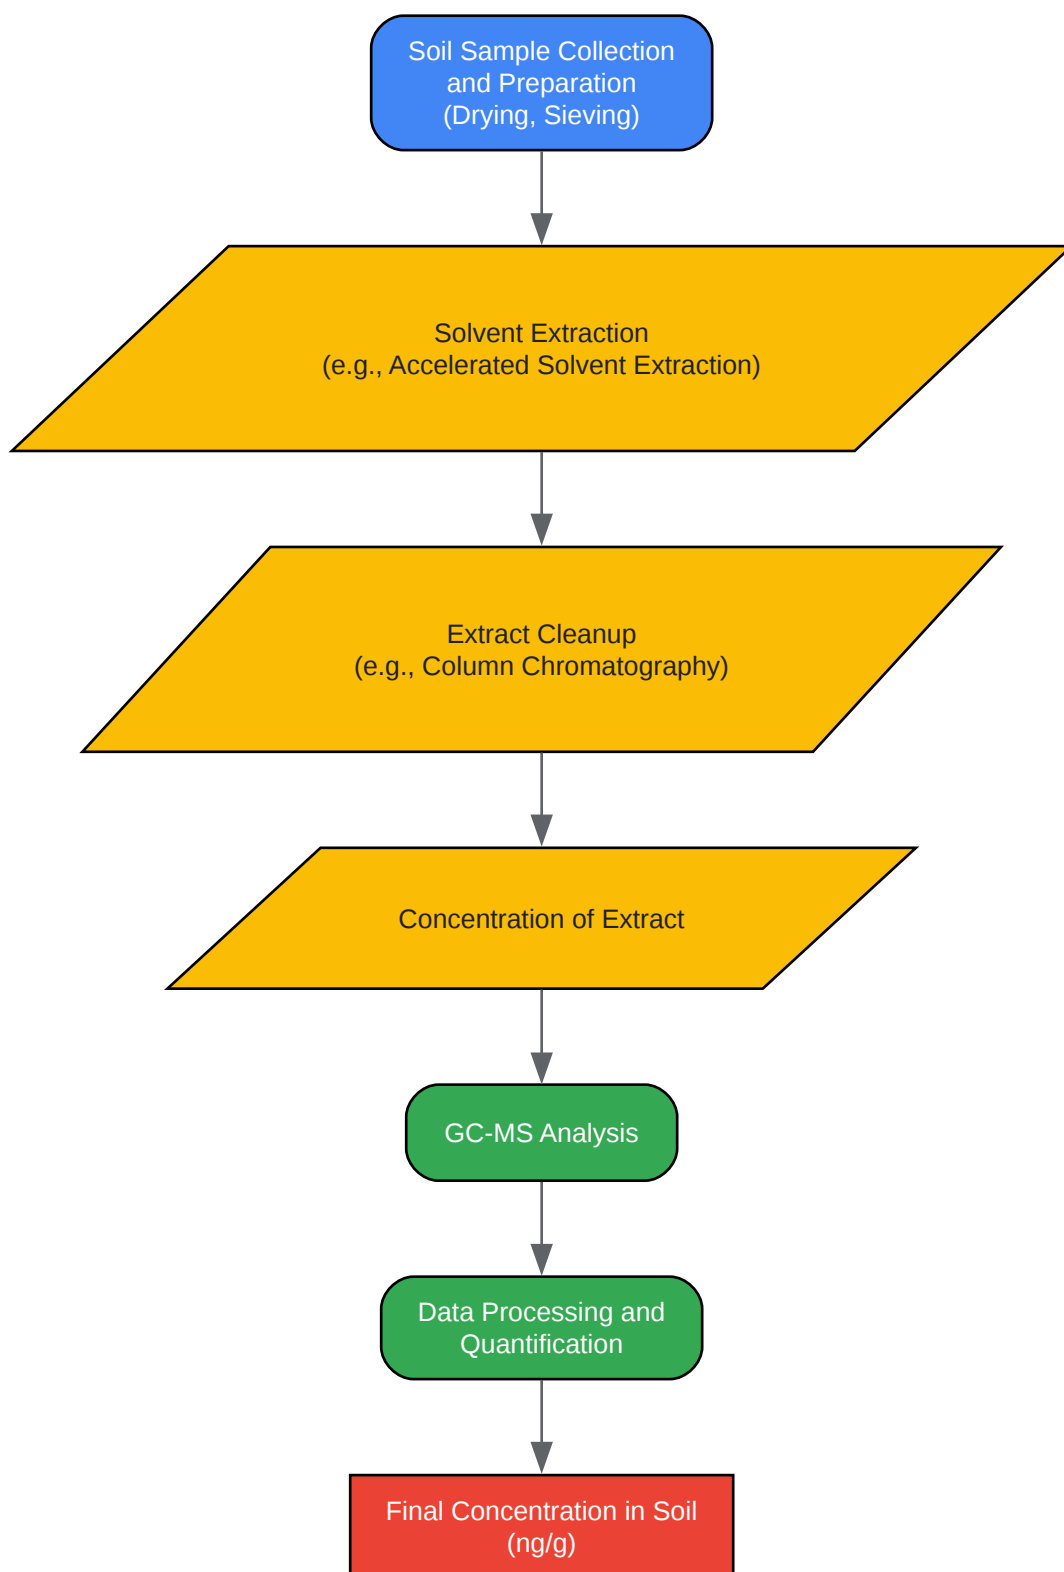 Soil Sample Collection
and Preparation
(Drying, Sieving)
Solvent Extraction
(e.g., Accelerated Solvent Extraction)
Extract Cleanup
(e.g., Column Chromatography)
Concentration of Extract
GC-MS Analysis
Data Processing and
Quantification
Final Concentration in Soil
(ng/g)